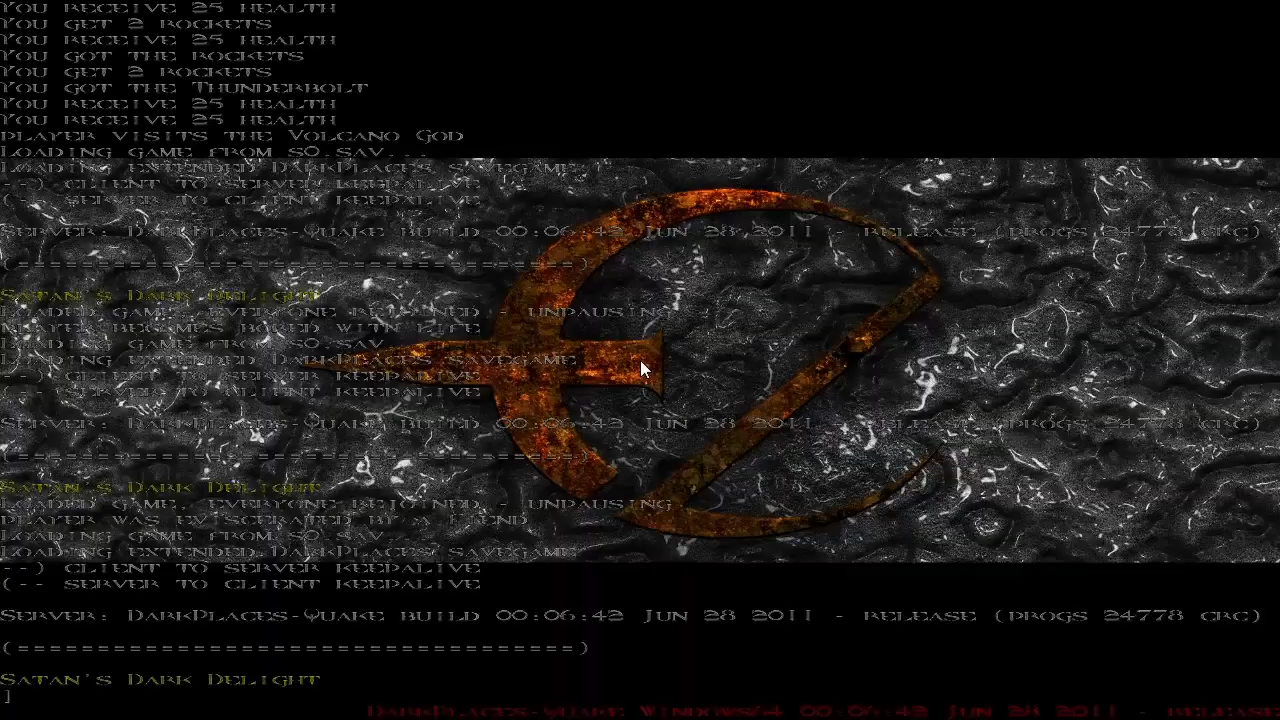 You receive 25 health
You get 2 rockets
You receive 25 health
You got the rockets
You get 2 rockets
You got the Thunderbolt
You receive 25 health
You receive 25 health
player visits the Volcano God
Loading game from s0.sav...
Loading extended DarkPlaces savegame
--) client to server keepalive
(-- server to client keepalive
Server: DarkPlaces-Quake build 00:06:42 Jun 28 2011 - release (progs 24778 crc)
(===================================)
Satan's Dark Delight
Loaded game, everyone rejoined - unpausing
player becomes bored with life
Loading game from s0.sav...
Loading extended DarkPlaces savegame
--) client to server keepalive
(-- server to client keepalive
Server: DarkPlaces-Quake build 00:06:42 Jun 28 2011 - release (progs 24778 crc)
(===================================)
Satan's Dark Delight
Loaded game, everyone rejoined - unpausing
player was eviscerated by a Fiend
Loading game from s0.sav...
Loading extended DarkPlaces savegame
--) client to server keepalive
(-- server to client keepalive
Server: DarkPlaces-Quake build 00:06:42 Jun 28 2011 - release (progs 24778 crc)
(===================================)
Satan's Dark Delight
]
DarkPlaces-Quake Windows64 00:06:42 Jun 28 2011 - release